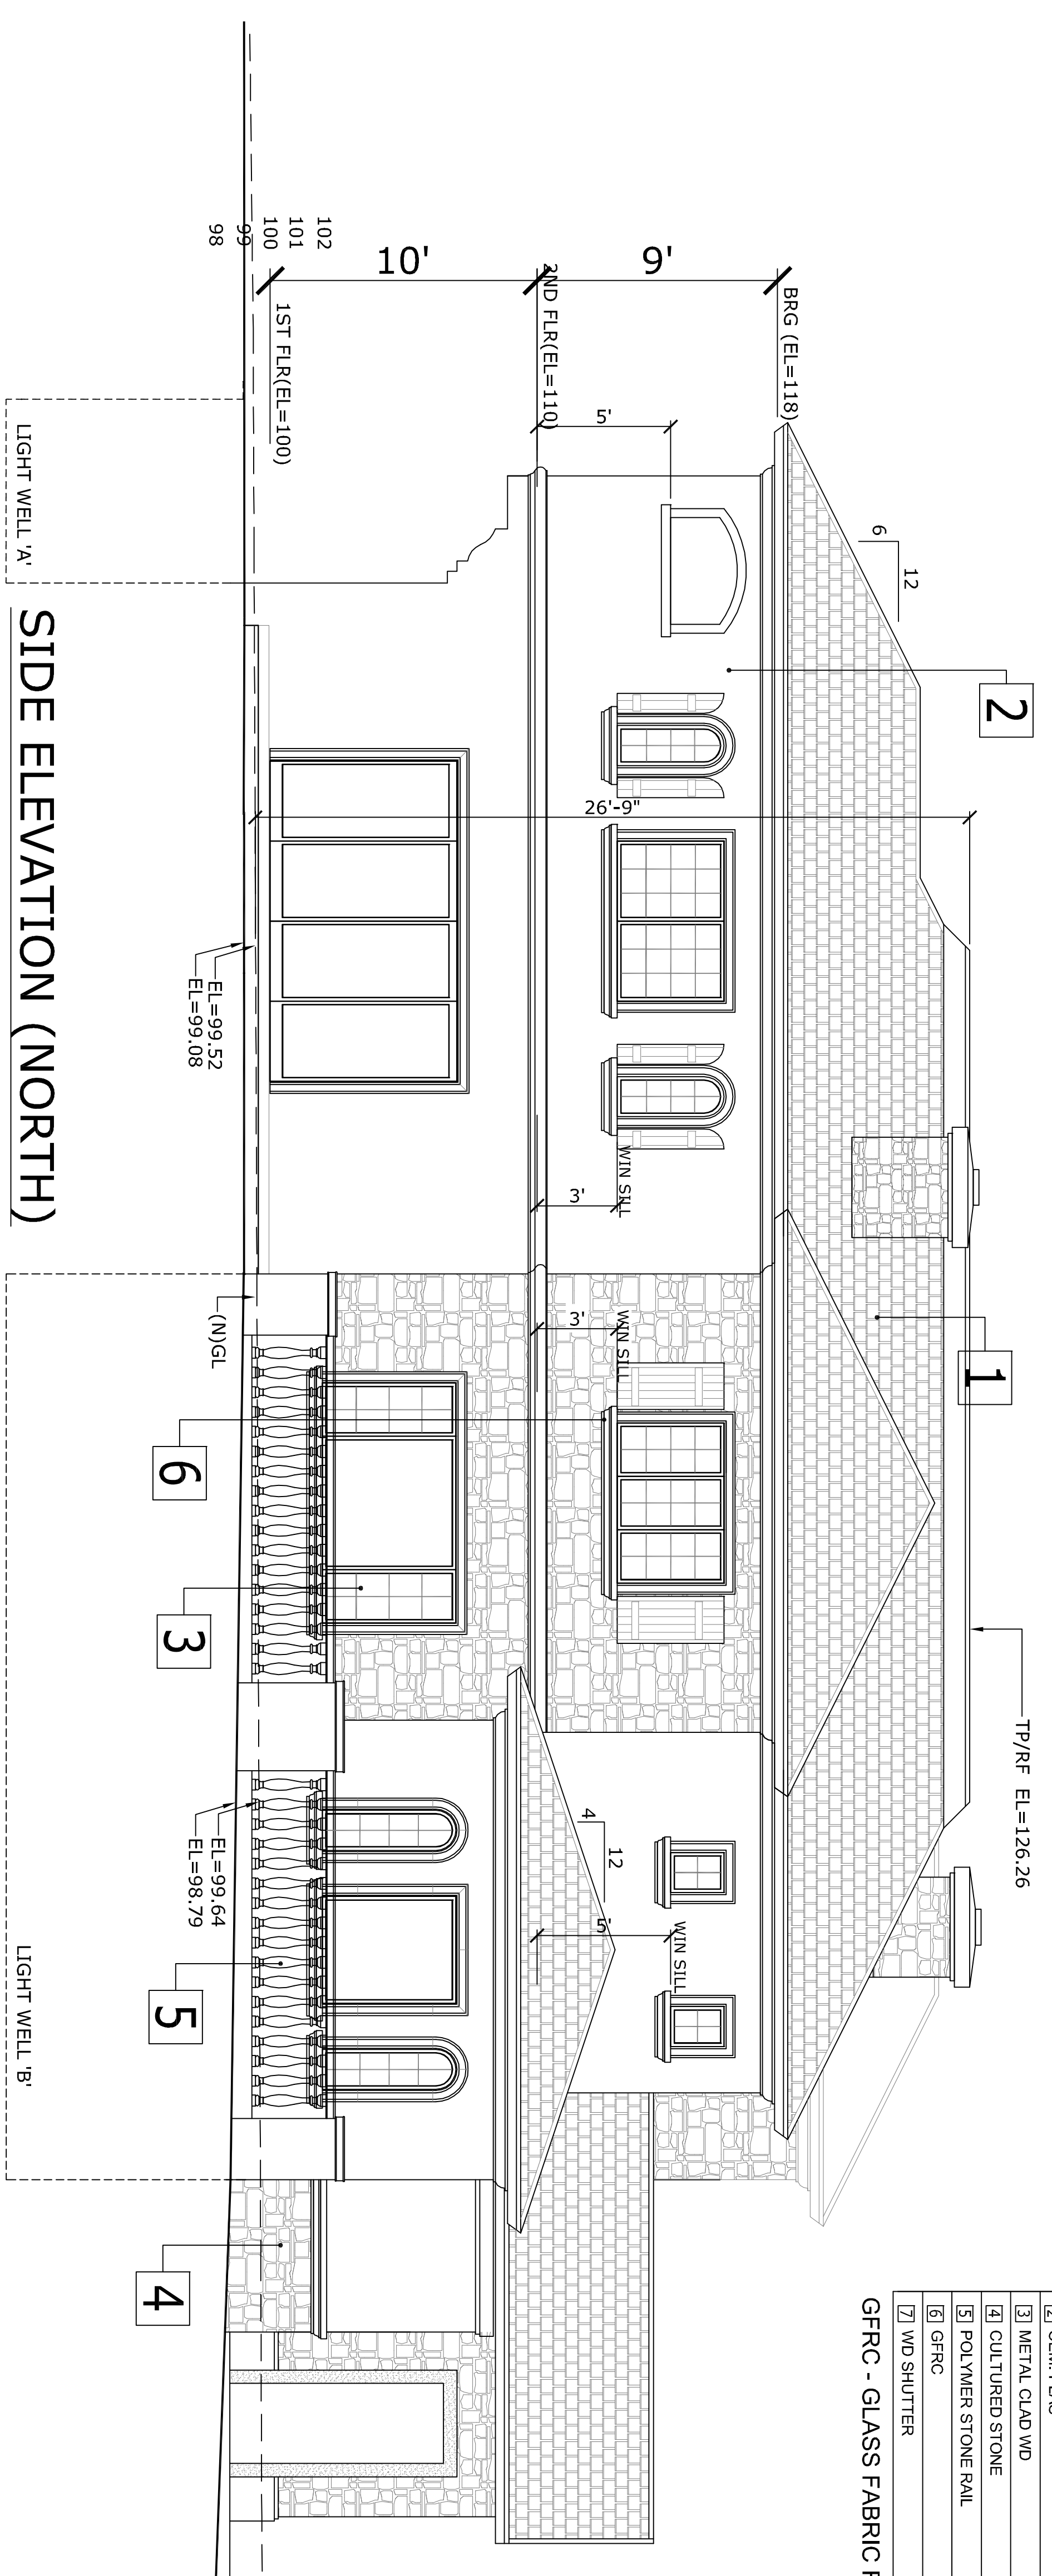 2
TP/RF EL=126.26
1
6
12
BRG (EL=118)
9'
5'
26'-9"
WIN SILL
3'
WIN SILL
3'
4
12
WIN SILL
5'
2ND FLR(EL=110)
10'
102
101
100
99
98
1ST FLR(EL=100)
EL=99.52
EL=99.08
(N)GL
EL=99.64
EL=98.79
6
3
5
4
LIGHT WELL 'A'
LIGHT WELL 'B'
SIDE ELEVATION (NORTH)
3 METAL CLAD WD
4 CULTURED STONE
5 POLYMER STONE RAIL
6 GFRC
7 WD SHUTTER
GFRC - GLASS FABRIC